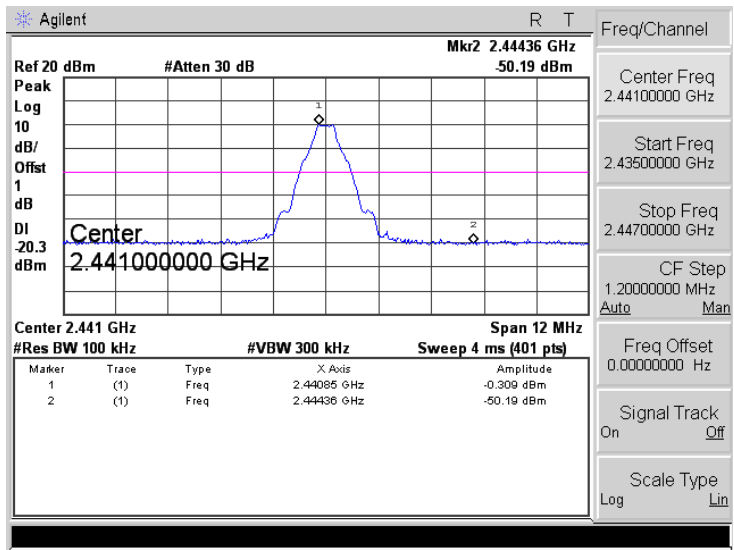 Agilent R T
Mkr2 2.44436 GHz
Ref 20 dBm #Atten 30 dB -50.19 dBm
Peak
Log
10
dB/
Offst
1
dB
DI
-20.3
dBm
1
2
Center
2.441000000 GHz
Center 2.441 GHz Span 12 MHz
#Res BW 100 kHz #VBW 300 kHz Sweep 4 ms (401 pts)
Marker Trace Type X Axis Amplitude
1 (1) Freq 2.44085 GHz -0.309 dBm
2 (1) Freq 2.44436 GHz -50.19 dBm
Freq/Channel
Center Freq
2.44100000 GHz
Start Freq
2.43500000 GHz
Stop Freq
2.44700000 GHz
CF Step
1.20000000 MHz
Auto Man
Freq Offset
0.00000000 Hz
Signal Track
On Off
Scale Type
Log Lin